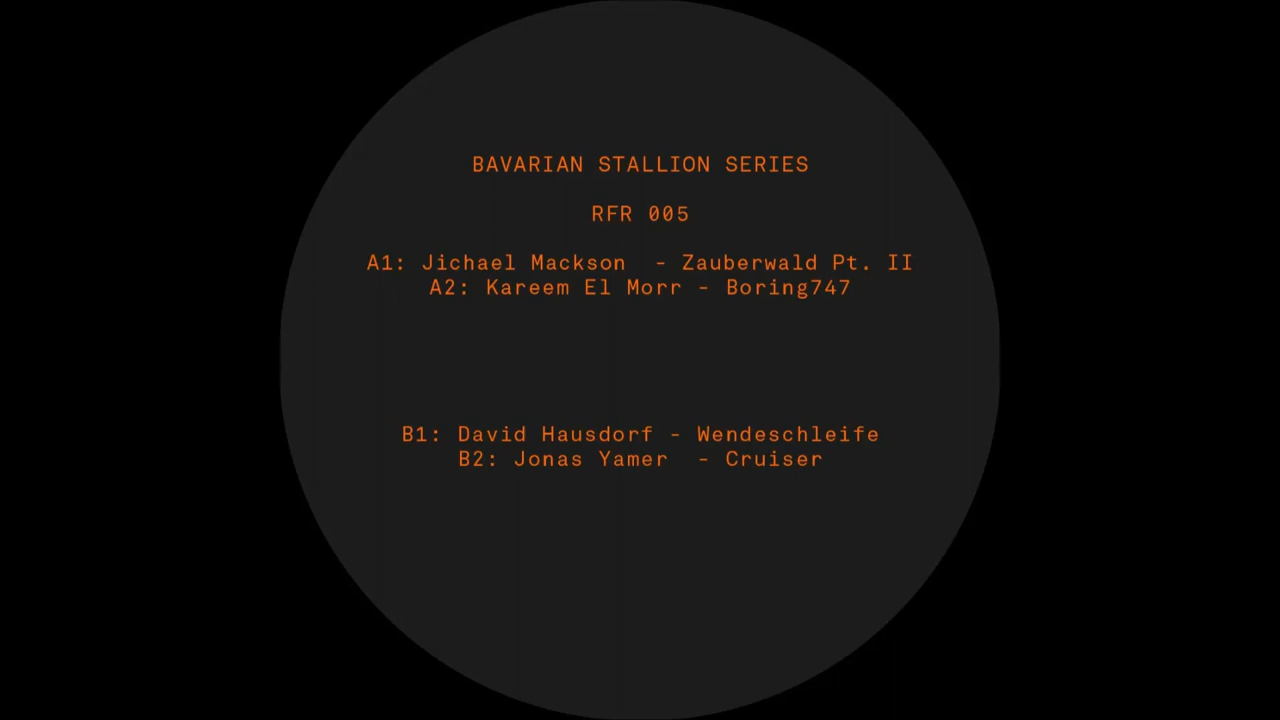 BAVARIAN STALLION SERIES
RFR 005
A1: Jichael Mackson - Zauberwald Pt. II
A2: Kareem El Morr - Boring747
B1: David Hausdorf - Wendeschleife
B2: Jonas Yamer - Cruiser